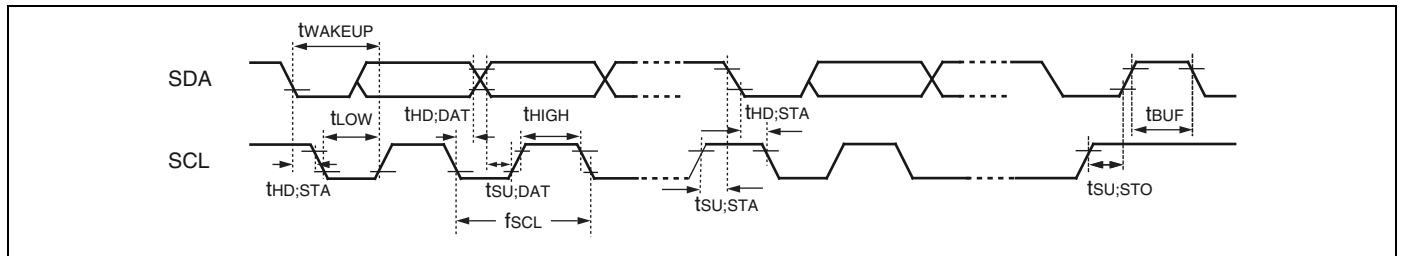 tWAKEUP
SDA
tLOW
tHD;DAT
tHIGH
tHD;STA
tBUF
SCL
tHD;STA
tSU;DAT
tSU;STA
tSU;STO
fSCL